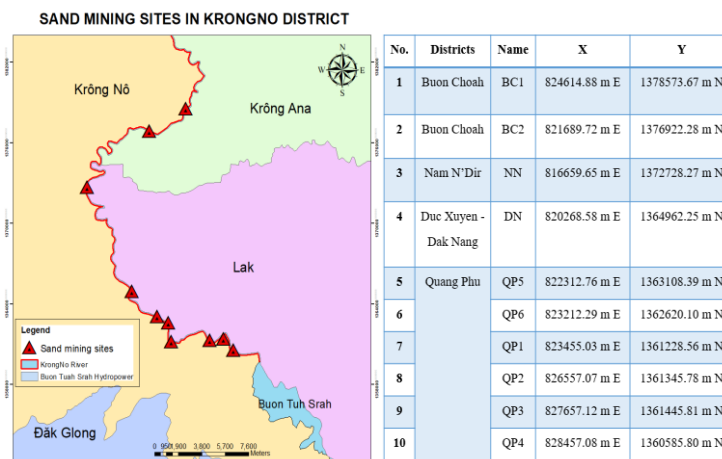 SAND MINING SITES IN KRONGNO DISTRICT
N
W
E
S
Krông Nô
Krông Ana
Lak
Buon Tuh Srah
Đăk Glong
Legend
Sand mining sites
KrongNo River
Buon Tuah Srah Hydropower
0 950 1,900 3,800 5,700 7,600
Meters
No. Districts Name X Y
1 Buon Choah BC1 824614.88 m E 1378573.67 m N
2 Buon Choah BC2 821689.72 m E 1376922.28 m N
3 Nam N'Dir NN 816659.65 m E 1372728.27 m N
4 Duc Xuyen - Dak Nang DN 820268.58 m E 1364962.25 m N
5 Quang Phu QP5 822312.76 m E 1363108.39 m N
6 QP6 823212.29 m E 1362620.10 m N
7 QP1 823455.03 m E 1361228.56 m N
8 QP2 826557.07 m E 1361345.78 m N
9 QP3 827657.12 m E 1361445.81 m N
10 QP4 828457.08 m E 1360585.80 m N